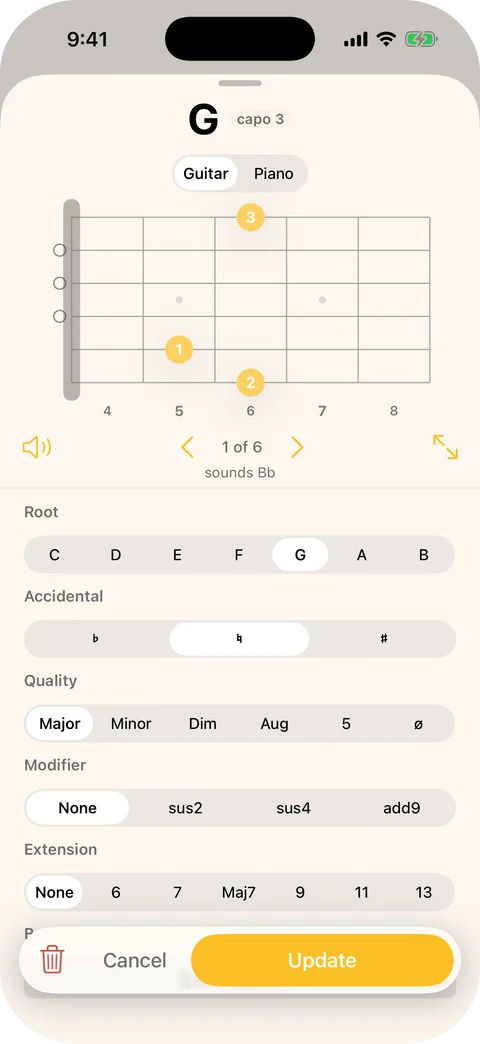 9:41
G capo 3
Guitar Piano
3
1
2
4 5 6 7 8
1 of 6
sounds Bb
Root
C D E F G A B
Accidental
♭ ♮ ♯
Quality
Major Minor Dim Aug 5 ø
Modifier
None sus2 sus4 add9
Extension
None 6 7 Maj7 9 11 13
Cancel Update